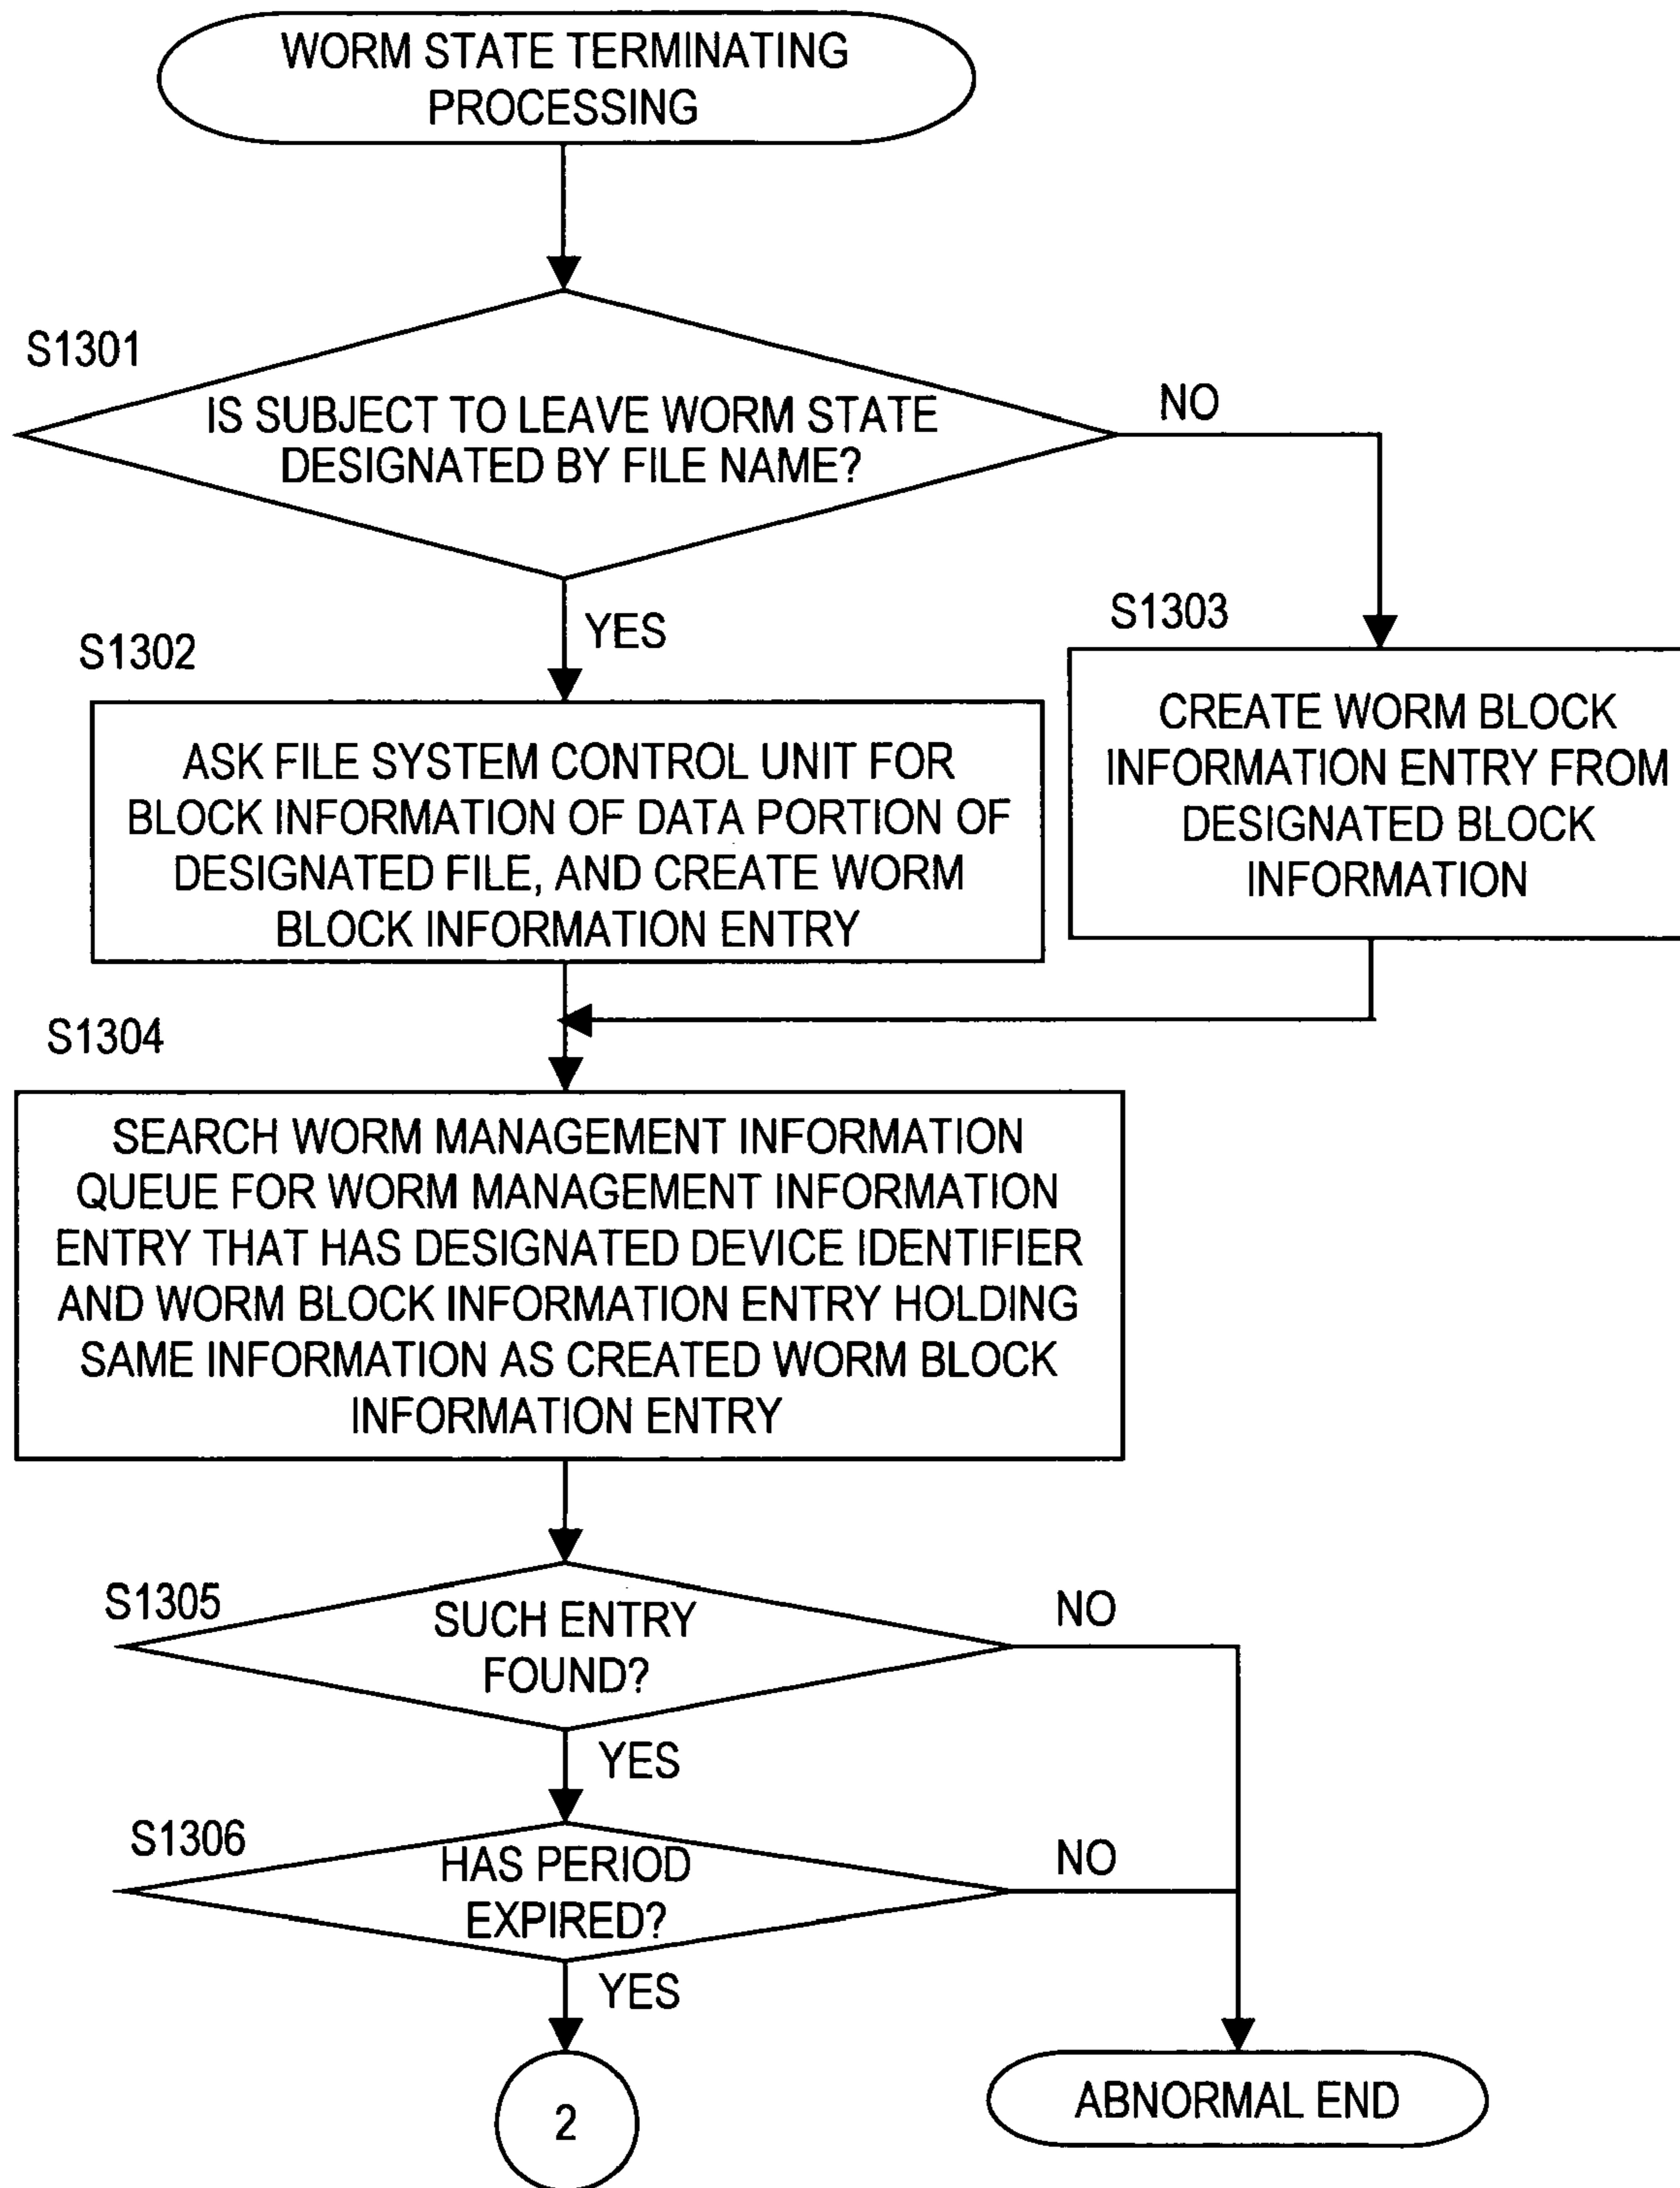 WORM STATE TERMINATING
PROCESSING
S1301
IS SUBJECT TO LEAVE WORM STATE
DESIGNATED BY FILE NAME?
NO
YES
S1302
ASK FILE SYSTEM CONTROL UNIT FOR
BLOCK INFORMATION OF DATA PORTION OF
DESIGNATED FILE, AND CREATE WORM
BLOCK INFORMATION ENTRY
S1303
CREATE WORM BLOCK
INFORMATION ENTRY FROM
DESIGNATED BLOCK
INFORMATION
S1304
SEARCH WORM MANAGEMENT INFORMATION
QUEUE FOR WORM MANAGEMENT INFORMATION
ENTRY THAT HAS DESIGNATED DEVICE IDENTIFIER
AND WORM BLOCK INFORMATION ENTRY HOLDING
SAME INFORMATION AS CREATED WORM BLOCK
INFORMATION ENTRY
S1305
SUCH ENTRY
FOUND?
NO
YES
S1306
HAS PERIOD
EXPIRED?
NO
YES
2
ABNORMAL END